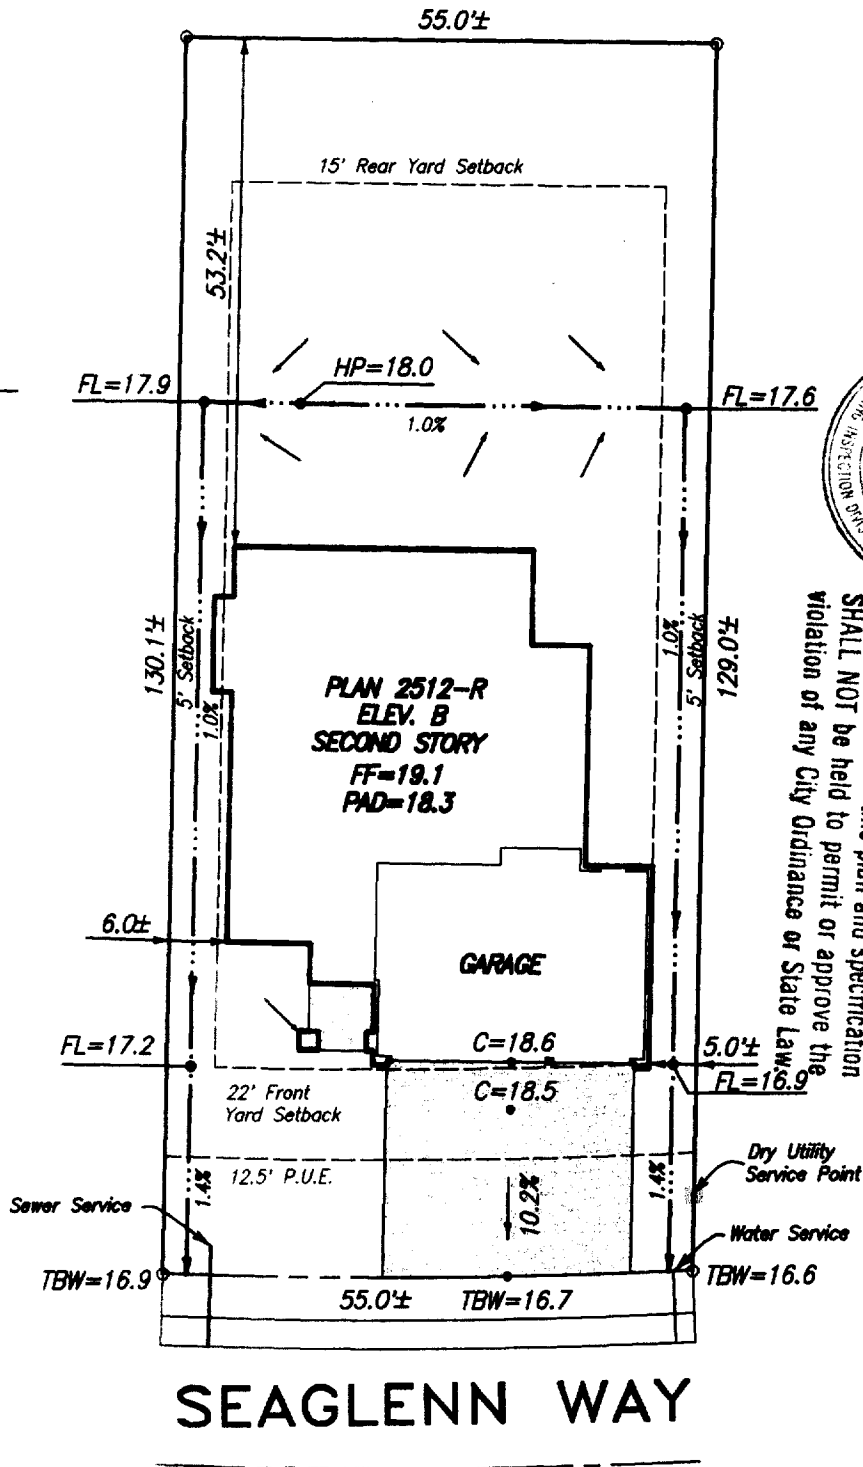 55.0'±
15' Rear Yard Setback
53.2'±
HP=18.0
FL=17.9
FL=17.6
1.0%
INSPECTION
130.1'±
5' Setback
1.0%
PLAN 2512-R
ELEV. B
SECOND STORY
FF=19.1
PAD=18.3
1.0%
5' Setback
129.0'±
plan and specification
SHALL NOT be held to permit or approve the
violation of any City Ordinance or State Law.
6.0±
GARAGE
FL=17.2
C=18.6
5.0'±
FL=16.9
22' Front
Yard Setback
C=18.5
12.5' P.U.E.
1.4%
10.2%
1.4%
Dry Utility
Service Point
Sewer Service
Water Service
TBW=16.9
55.0'±
TBW=16.7
TBW=16.6
SEAGLENN WAY